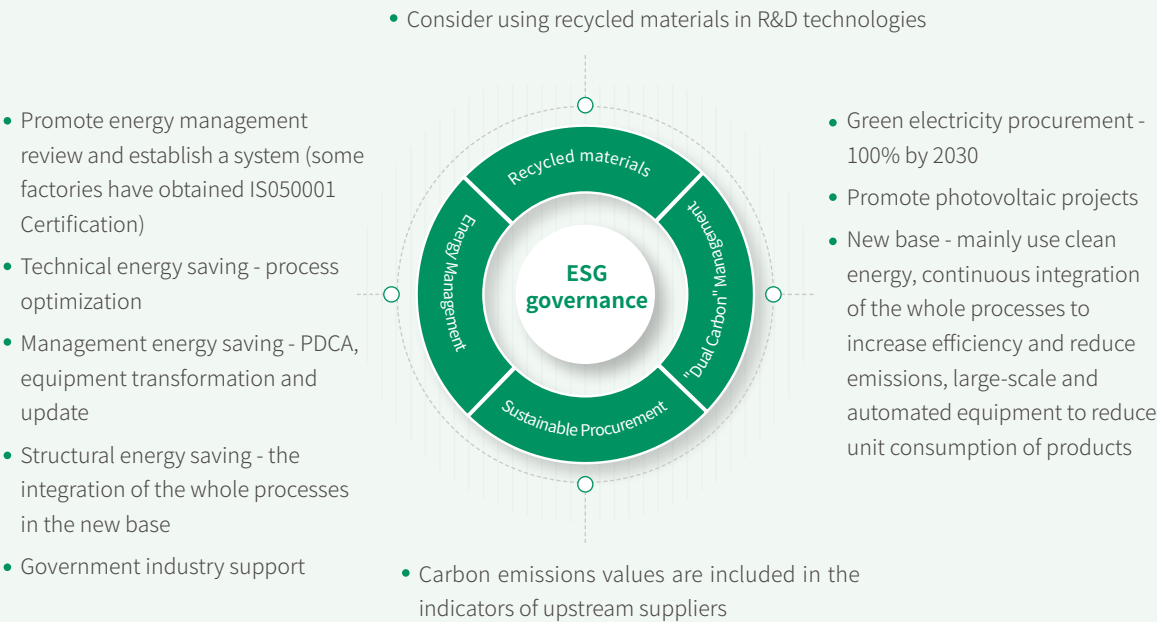 • Consider using recycled materials in R&D technologies
• Promote energy management
review and establish a system (some
factories have obtained IS050001
Certification)
• Technical energy saving - process
optimization
• Management energy saving - PDCA,
equipment transformation and
update
• Structural energy saving - the
integration of the whole processes
in the new base
• Government industry support
Recycled materials
Energy Management
ESG
governance
"Dual Carbon" Management
Sustainable Procurement
• Green electricity procurement -
100% by 2030
• Promote photovoltaic projects
• New base - mainly use clean
energy, continuous integration
of the whole processes to
increase efficiency and reduce
emissions, large-scale and
automated equipment to reduce
unit consumption of products
• Carbon emissions values are included in the
indicators of upstream suppliers